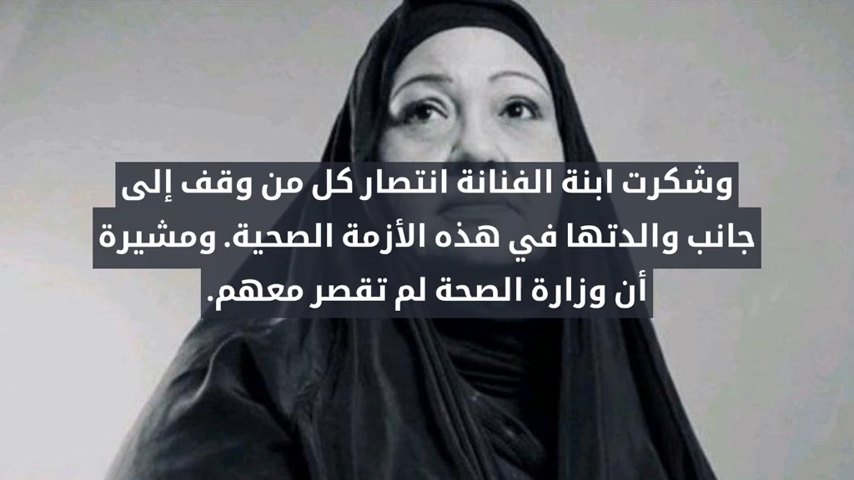 وشكرت ابنة الفنانة انتصار كل من وقف إلى
جانب والدتها في هذه الأزمة الصحية. ومشيرة
أن وزارة الصحة لم تقصر معهم.